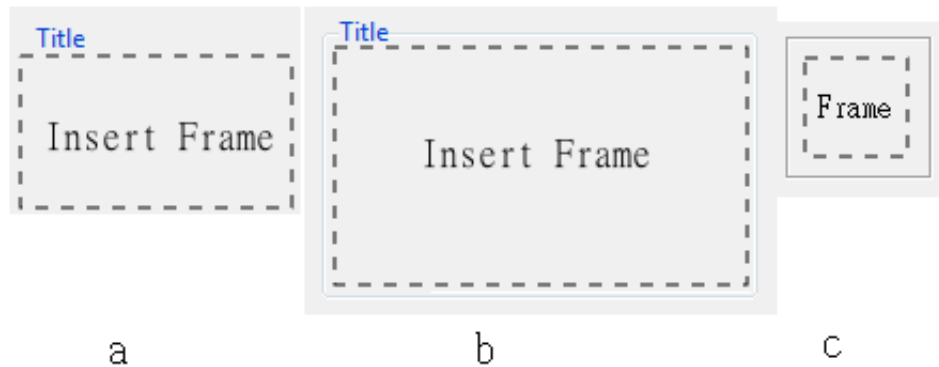 Title
Insert Frame
a
Title
Insert Frame
b
Frame
c